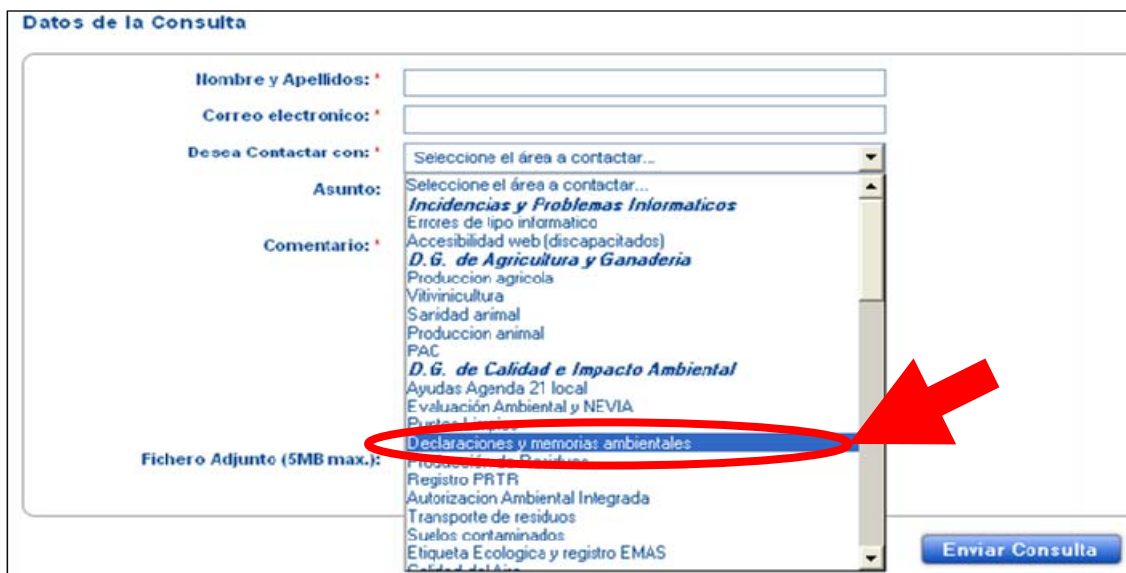 Datos de la Consulta
Nombre y Apellidos: *
Correo electronico: *
Desea Contactar con: *
Seleccione el área a contactar...
Asunto:
Seleccione el área a contactar...
Incidencias y Problemas Informaticos
Errores de tipo informatico
Accesibilidad web (discapacitados)
Comentario: *
D.G. de Agricultura y Ganaderia
Produccion agricola
Vitivinicultura
Sanidad animal
Produccion animal
PAC
D.G. de Calidad e Impacto Ambiental
Ayudas Agenda 21 local
Evaluación Ambiental y NEVIA
Puntos Limpios
Declaraciones y memorias ambientales
Fichero Adjunto (5MB max.):
Producción de Residuos
Registro PRTR
Autorizacion Ambiental Integrada
Transporte de residuos
Suelos contaminados
Etiqueta Ecologica y registro EMAS
Calidad del Aire
Enviar Consulta